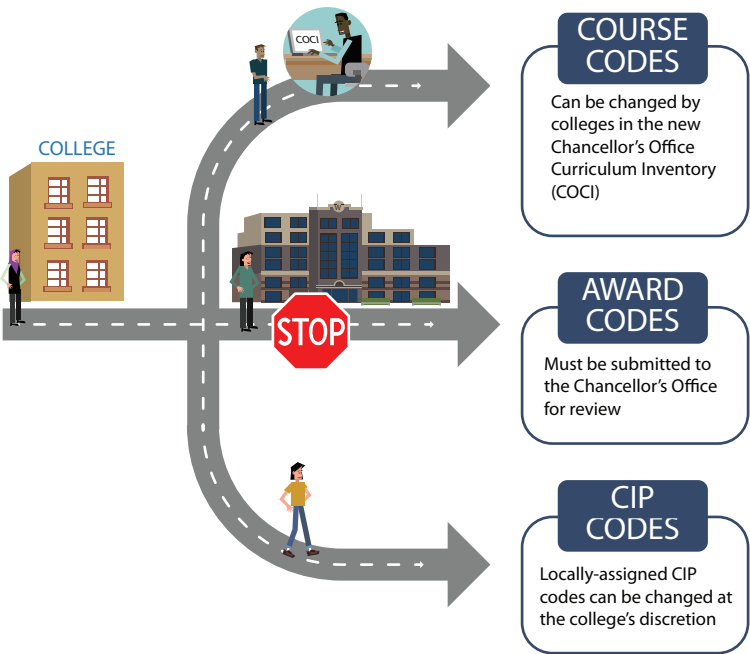 COCI
COURSE
CODES
Can be changed by
colleges in the new
Chancellor’s Office
Curriculum Inventory
(COCI)
COLLEGE
STOP
AWARD
CODES
Must be submitted to
the Chancellor’s Office
for review
CIP
CODES
Locally-assigned CIP
codes can be changed at
the college’s discretion